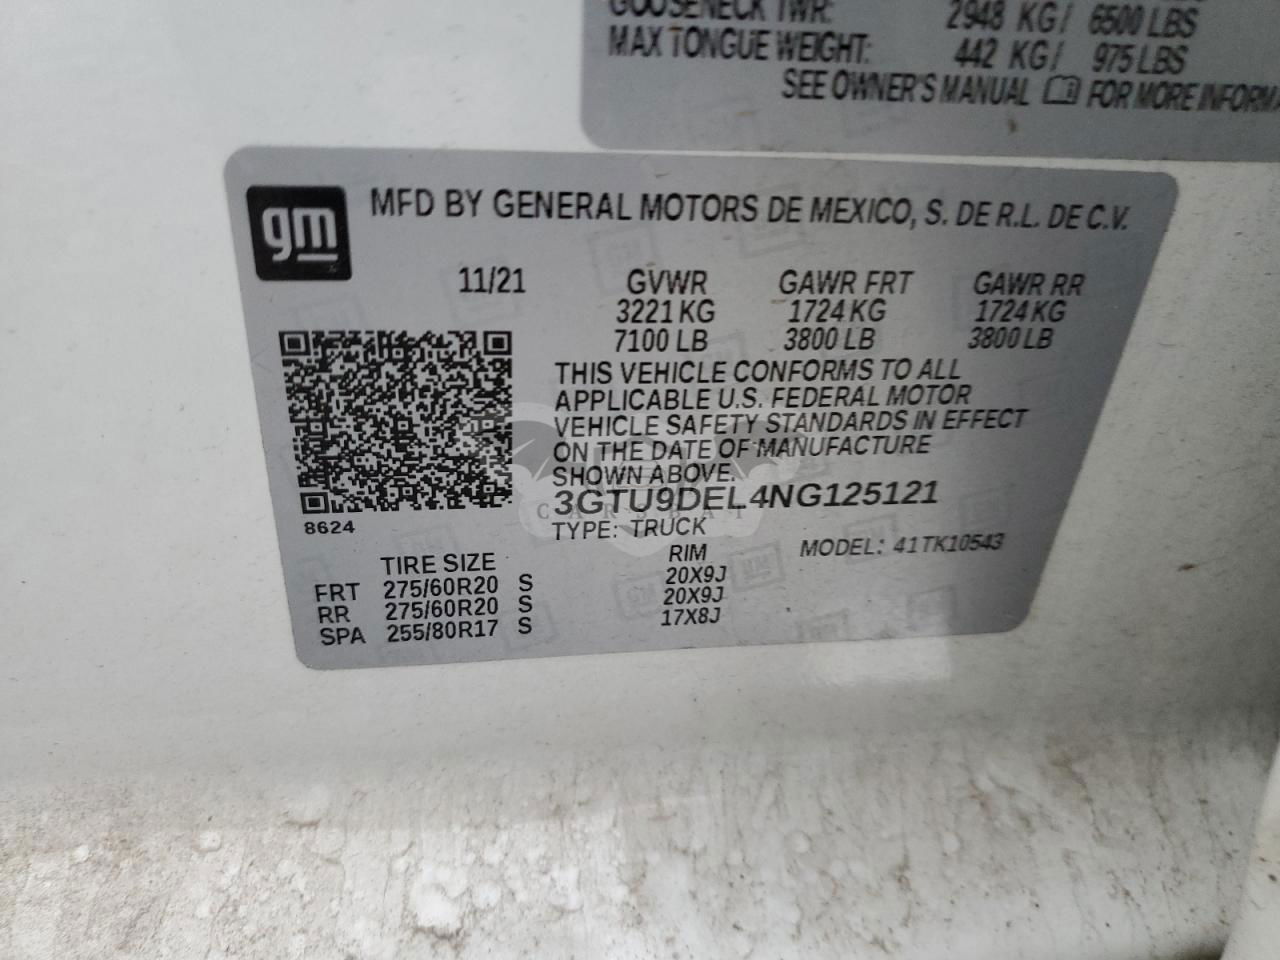 GOOSENECK TWR: 2948 KG/ 6500 LBS
MAX TONGUE WEIGHT: 442 KG/ 975 LBS
SEE OWNER'S MANUAL FOR MORE INFORMA
gm
MFD BY GENERAL MOTORS DE MEXICO, S. DE R.L. DE C.V.
11/21 GVWR GAWR FRT GAWR RR
3221 KG 1724 KG 1724 KG
7100 LB 3800 LB 3800 LB
THIS VEHICLE CONFORMS TO ALL
APPLICABLE U.S. FEDERAL MOTOR
VEHICLE SAFETY STANDARDS IN EFFECT
ON THE DATE OF MANUFACTURE
SHOWN ABOVE.
3GTU9DEL4NG125121
CARSBAT
8624
TYPE: TRUCK
MODEL: 41TK10543
TIRE SIZE RIM
FRT 275/60R20 S 20X9J
RR 275/60R20 S 20X9J
SPA 255/80R17 S 17X8J